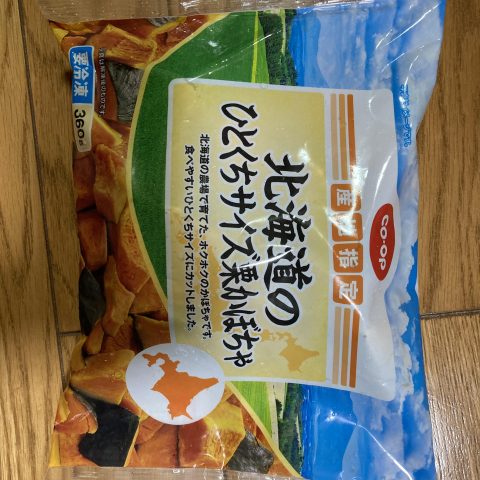 co-op
産地指定
北海道の
ひとくちサイズ栗かぼちゃ
北海道の農場で育てた、ホクホクのかぼちゃです。
食べやすいひとくちサイズにカットしました。
要冷凍
360g